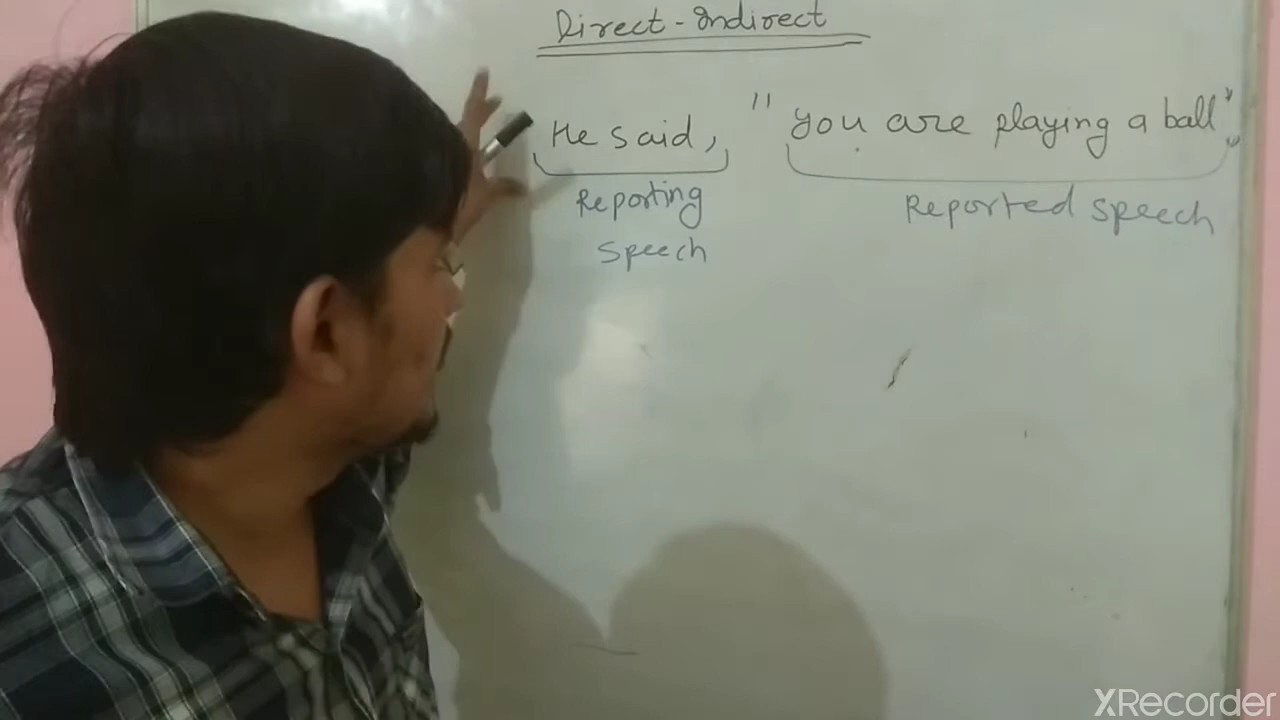 Direct - Indirect
He said, " you are playing a ball"
Reporting Reported speech
speech
XRecorder